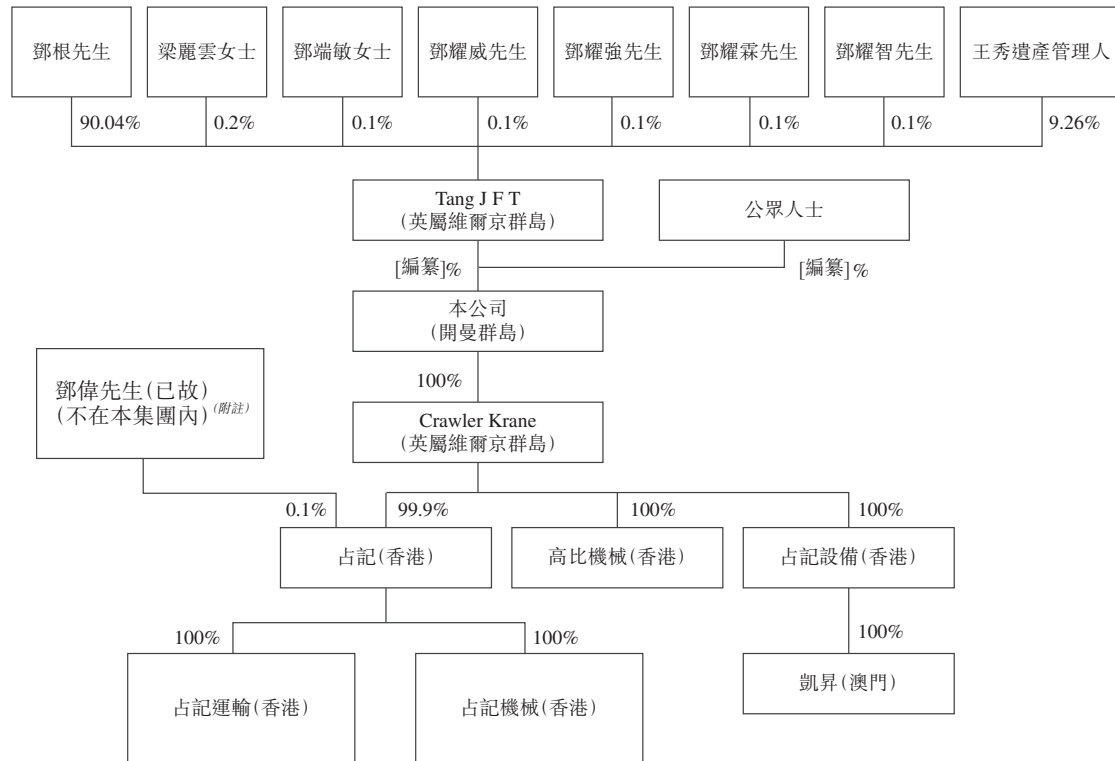 鄧根先生
梁麗雲女士
鄧端敏女士
鄧耀威先生
鄧耀強先生
鄧耀霖先生
鄧耀智先生
王秀遺產管理人
90.04%
0.2%
0.1%
0.1%
0.1%
0.1%
0.1%
9.26%
Tang J F T
(英屬維爾京群島)
公眾人士
[編纂]%
[編纂]%
本公司
(開曼群島)
100%
鄧偉先生(已故)
(不在本集團內)(附註)
Crawler Krane
(英屬維爾京群島)
0.1%
99.9%
100%
100%
占記(香港)
高比機械(香港)
占記設備(香港)
100%
100%
100%
占記運輸(香港)
占記機械(香港)
凱昇(澳門)